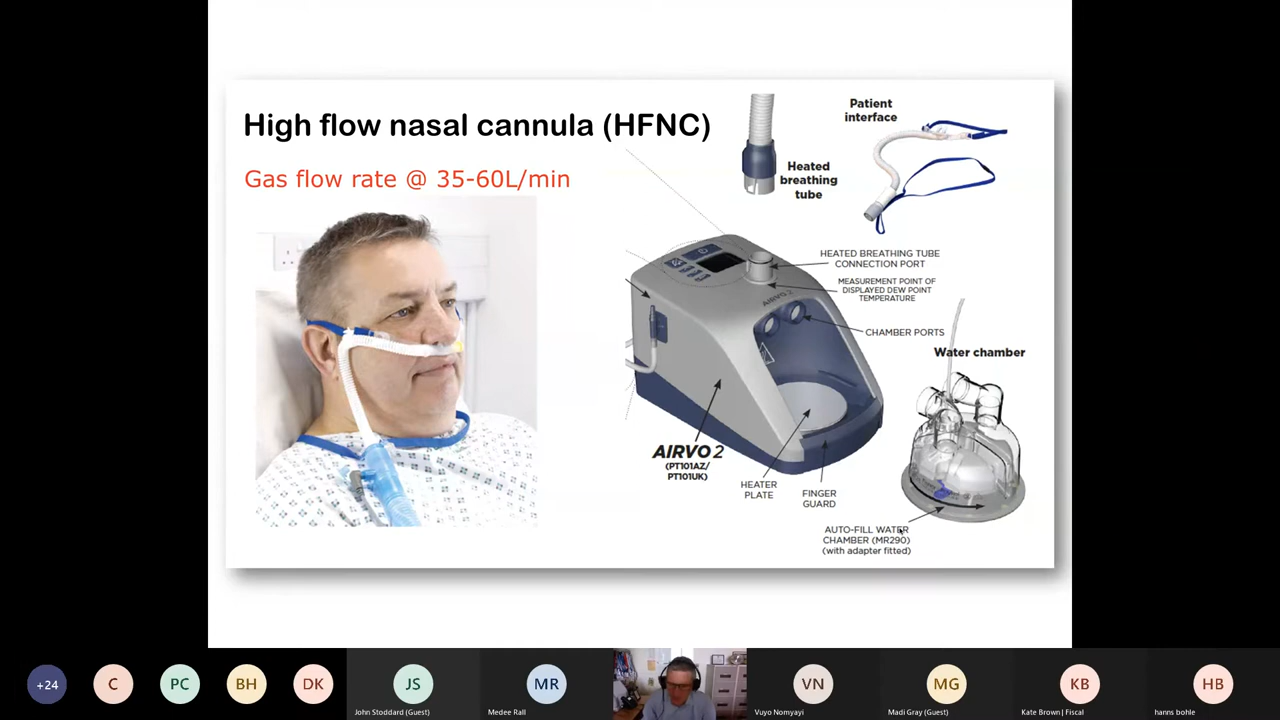 High flow nasal cannula (HFNC)
Gas flow rate @ 35-60L/min
Patient
interface
Heated
breathing
tube
HEATED BREATHING TUBE
CONNECTION PORT
MEASUREMENT POINT OF
DISPLAYED DEW POINT
TEMPERATURE
AIRVO 2
CHAMBER PORTS
Water chamber
AIRVO 2
(PT101AZ/
PT101UK)
HEATER
PLATE
FINGER
GUARD
AUTO-FILL WATER
CHAMBER (MR290)
(with adapter fitted)
+24
C
PC
BH
DK
JS
John Stoddard (Guest)
MR
Medee Rall
VN
Vuyo Nomyayi
MG
Madi Gray (Guest)
KB
Kate Brown | Fiscal
HB
hanns bohle